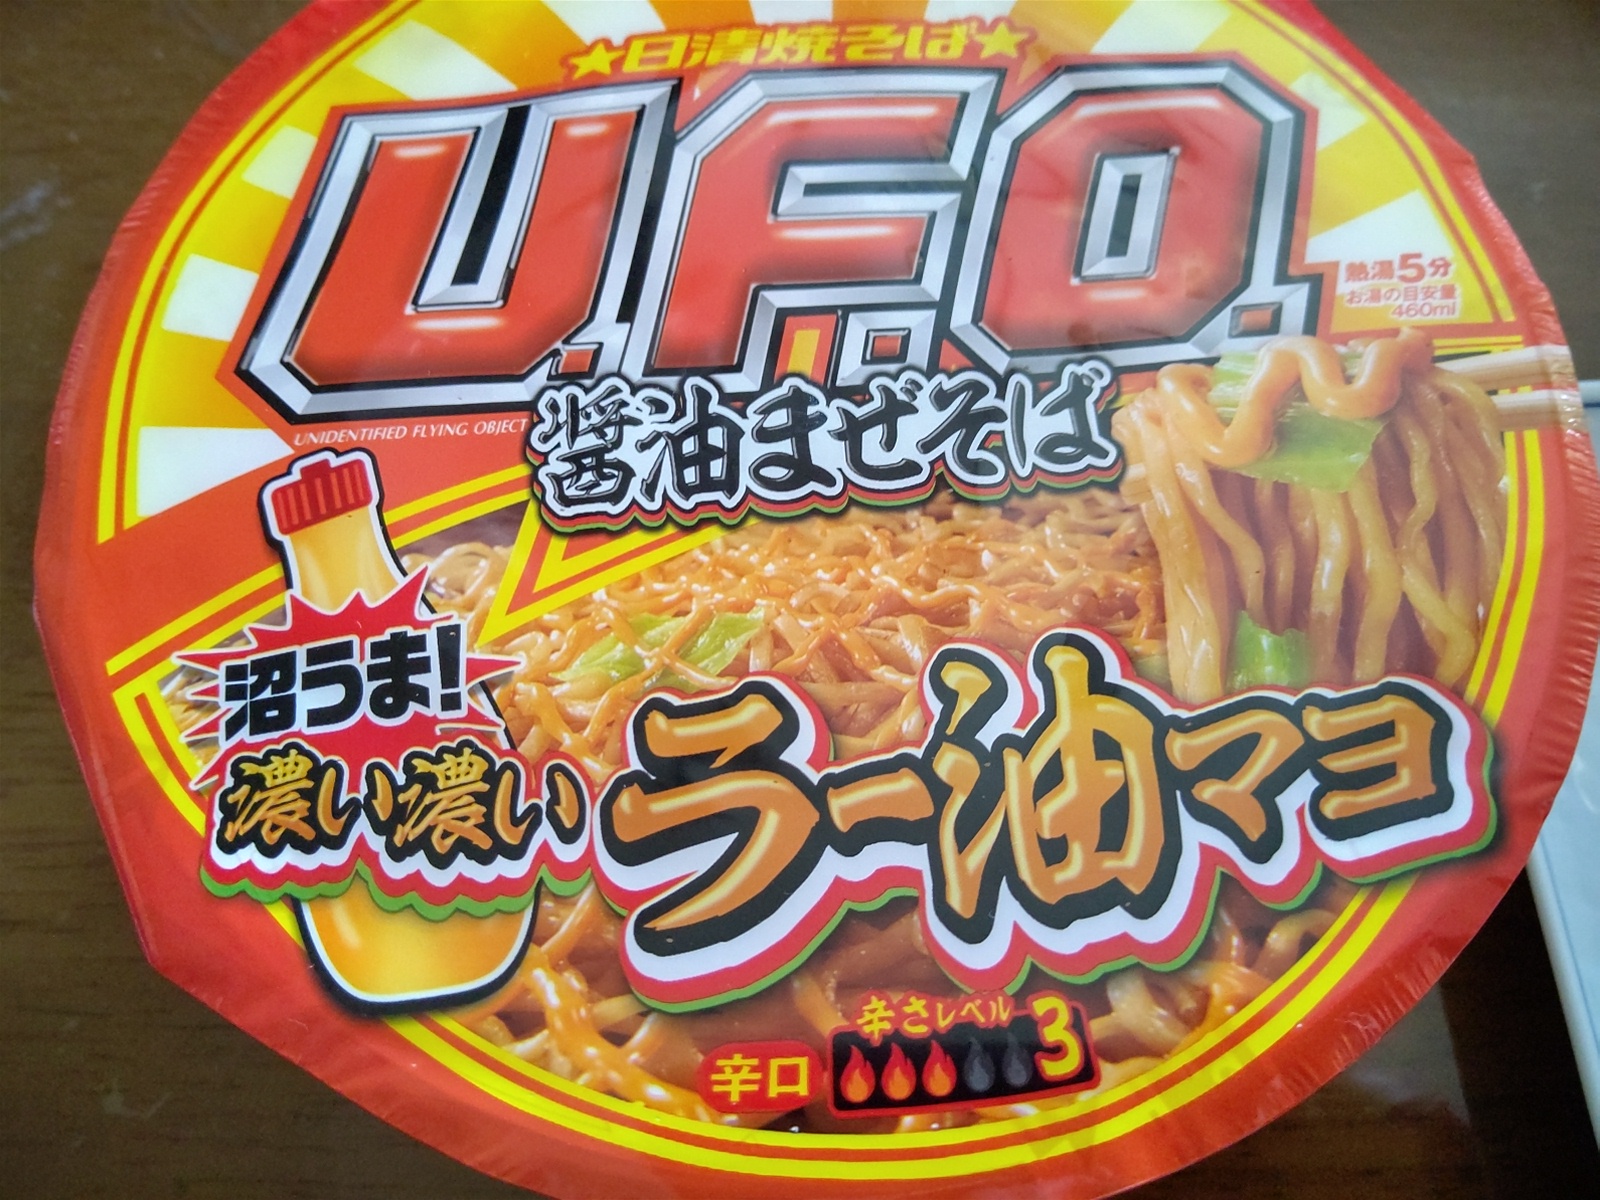 ★日清焼そば★
U.F.O.
熱湯5分
お湯の目安量
460ml
UNIDENTIFIED FLYING OBJECT
醤油まぜそば
沼うま!
濃い濃い
ラー油マヨ
辛口
辛さレベル
3